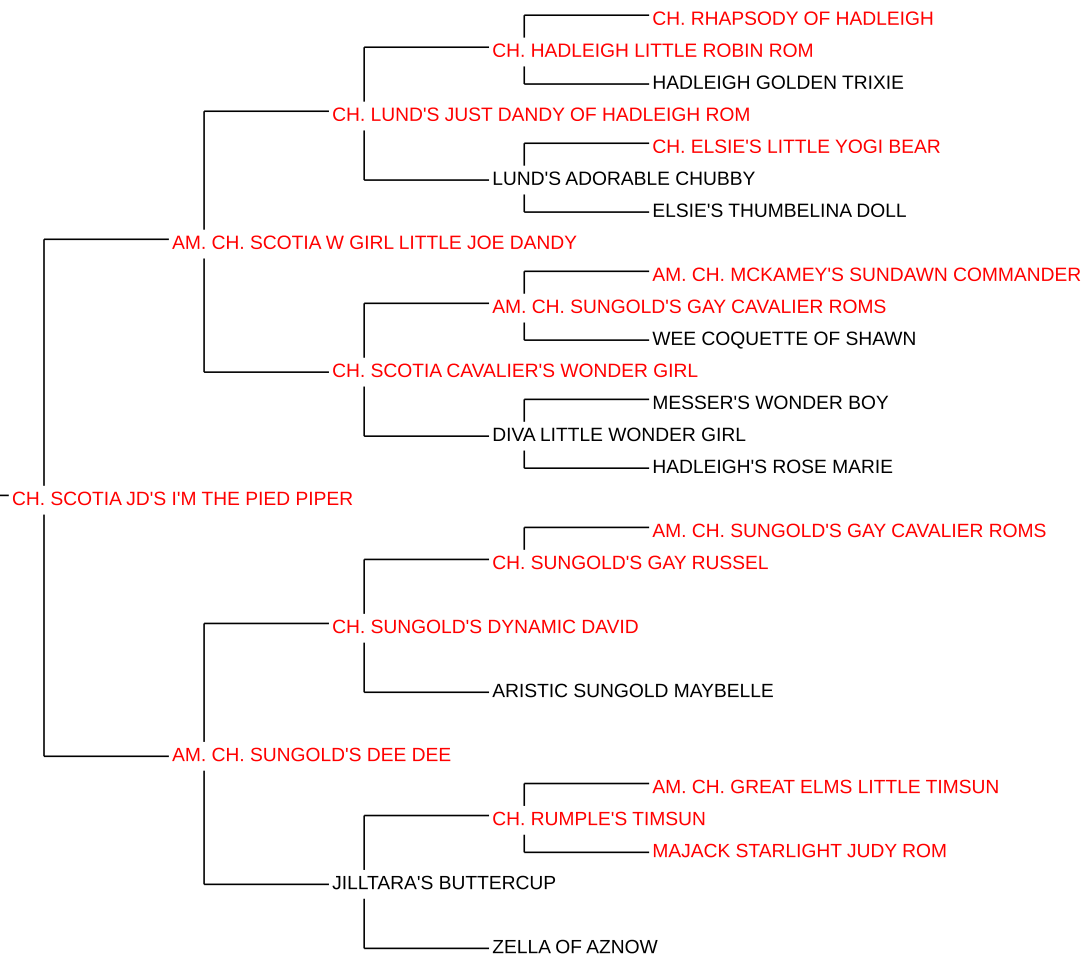 CH. RHAPSODY OF HADLEIGH
CH. HADLEIGH LITTLE ROBIN ROM
HADLEIGH GOLDEN TRIXIE
CH. LUND'S JUST DANDY OF HADLEIGH ROM
CH. ELSIE'S LITTLE YOGI BEAR
LUND'S ADORABLE CHUBBY
ELSIE'S THUMBELINA DOLL
AM. CH. SCOTIA W GIRL LITTLE JOE DANDY
AM. CH. MCKAMEY'S SUNDAWN COMMANDER
AM. CH. SUNGOLD'S GAY CAVALIER ROMS
WEE COQUETTE OF SHAWN
CH. SCOTIA CAVALIER'S WONDER GIRL
MESSER'S WONDER BOY
DIVA LITTLE WONDER GIRL
HADLEIGH'S ROSE MARIE
CH. SCOTIA JD'S I'M THE PIED PIPER
AM. CH. SUNGOLD'S GAY CAVALIER ROMS
CH. SUNGOLD'S GAY RUSSEL
CH. SUNGOLD'S DYNAMIC DAVID
ARISTIC SUNGOLD MAYBELLE
AM. CH. SUNGOLD'S DEE DEE
AM. CH. GREAT ELMS LITTLE TIMSUN
CH. RUMPLE'S TIMSUN
MAJACK STARLIGHT JUDY ROM
JILLTARA'S BUTTERCUP
ZELLA OF AZNOW